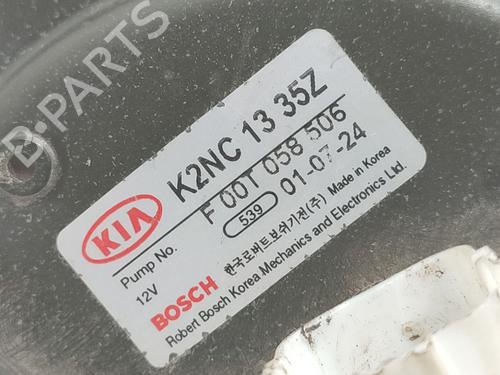 B-PARTS
KIA
K2NC 13 35Z
Pump No.
F 00T 058 506
12V
539
01-07-24
BOSCH
한국로버트보쉬기전(주) Made in Korea
Robert Bosch Korea Mechanics and Electronics Ltd.